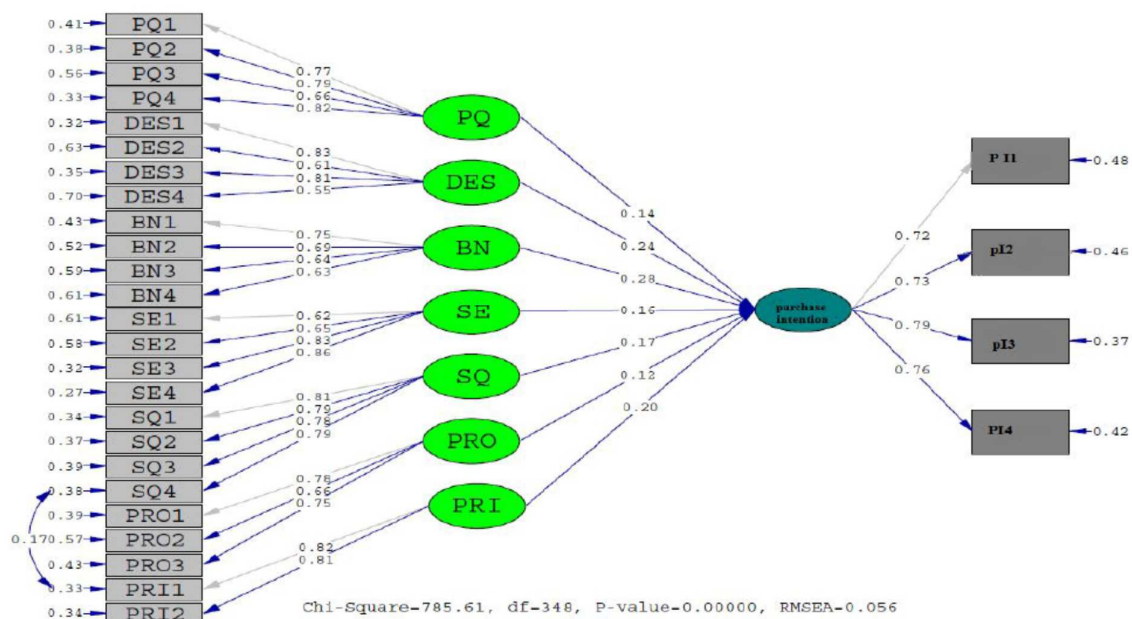 0.41 PQ1
0.38 PQ2
0.56 PQ3
0.33 PQ4
0.32 DES1
0.63 DES2
0.35 DES3
0.70 DES4
0.43 BN1
0.52 BN2
0.59 BN3
0.61 BN4
0.61 SE1
0.58 SE2
0.32 SE3
0.27 SE4
0.34 SQ1
0.37 SQ2
0.39 SQ3
0.38 SQ4
0.39 PRO1
0.17 0.57 PRO2
0.43 PRO3
0.33 PRI1
0.34 PRI2
0.77
0.79
0.66
0.82
0.83
0.61
0.81
0.55
0.75
0.69
0.64
0.63
0.62
0.65
0.83
0.86
0.81
0.79
0.78
0.79
0.78
0.66
0.75
0.82
0.81
PQ
DES
BN
SE
SQ
PRO
PRI
0.14
0.24
0.28
0.16
0.17
0.12
0.20
parchase
intention
0.72
0.73
0.79
0.76
P I1 0.48
pI2 0.46
pI3 0.37
PI4 0.42
Chi-Square=785.61, df=348, P-value=0.00000, RMSEA=0.056